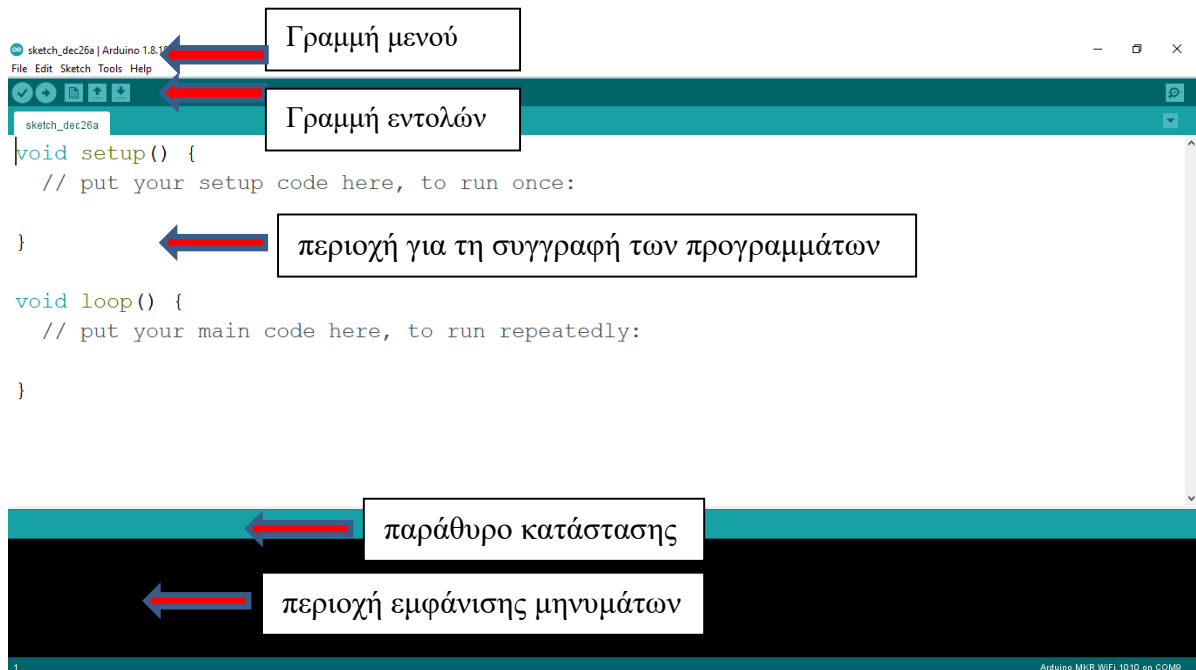 Γραμμή μενού
sketch_dec26a | Arduino 1.8.19
File Edit Sketch Tools Help
Γραμμή εντολών
sketch_dec26a
void setup() {
// put your setup code here, to run once:
}
περιοχή για τη συγγραφή των προγραμμάτων
void loop() {
// put your main code here, to run repeatedly:
}
παράθυρο κατάστασης
περιοχή εμφάνισης μηνυμάτων
1
Arduino MKR WiFi 1010 on COM9